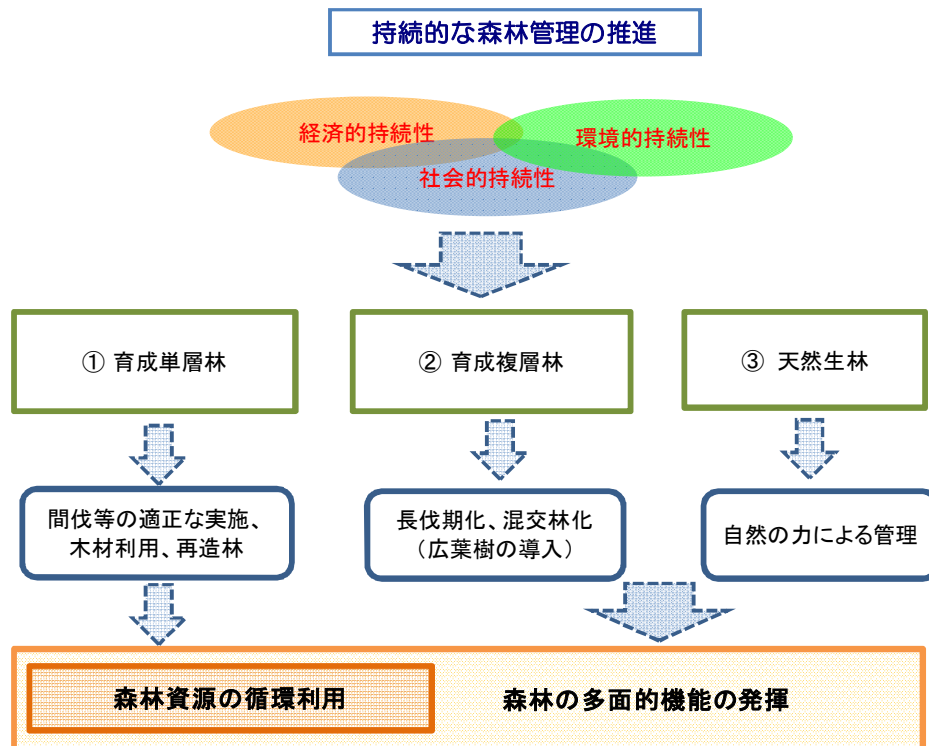 持続的な森林管理の推進
経済的持続性
環境的持続性
社会的持続性
① 育成単層林
② 育成複層林
③ 天然生林
間伐等の適正な実施、
木材利用、再造林
長伐期化、混交林化
（広葉樹の導入）
自然の力による管理
森林資源の循環利用
森林の多面的機能の発揮